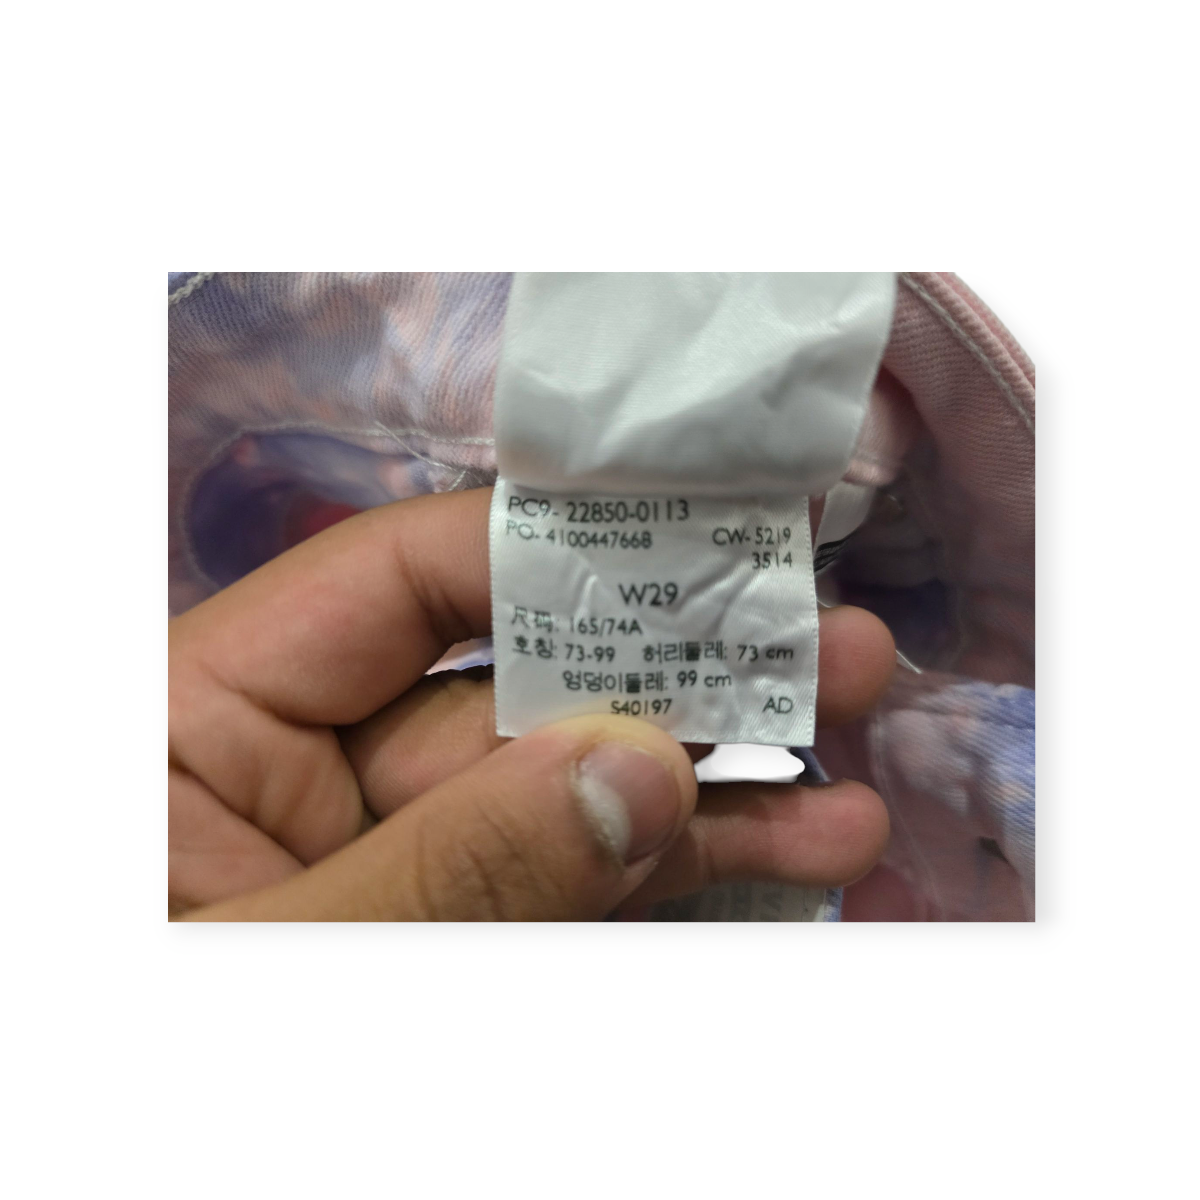 PC9- 22850-0113
PO- 4100447668 CW- 5219
3514
W29
尺码: 165/74A
호칭: 73-99 허리둘레: 73 cm
엉덩이둘레: 99 cm
S40197 AD